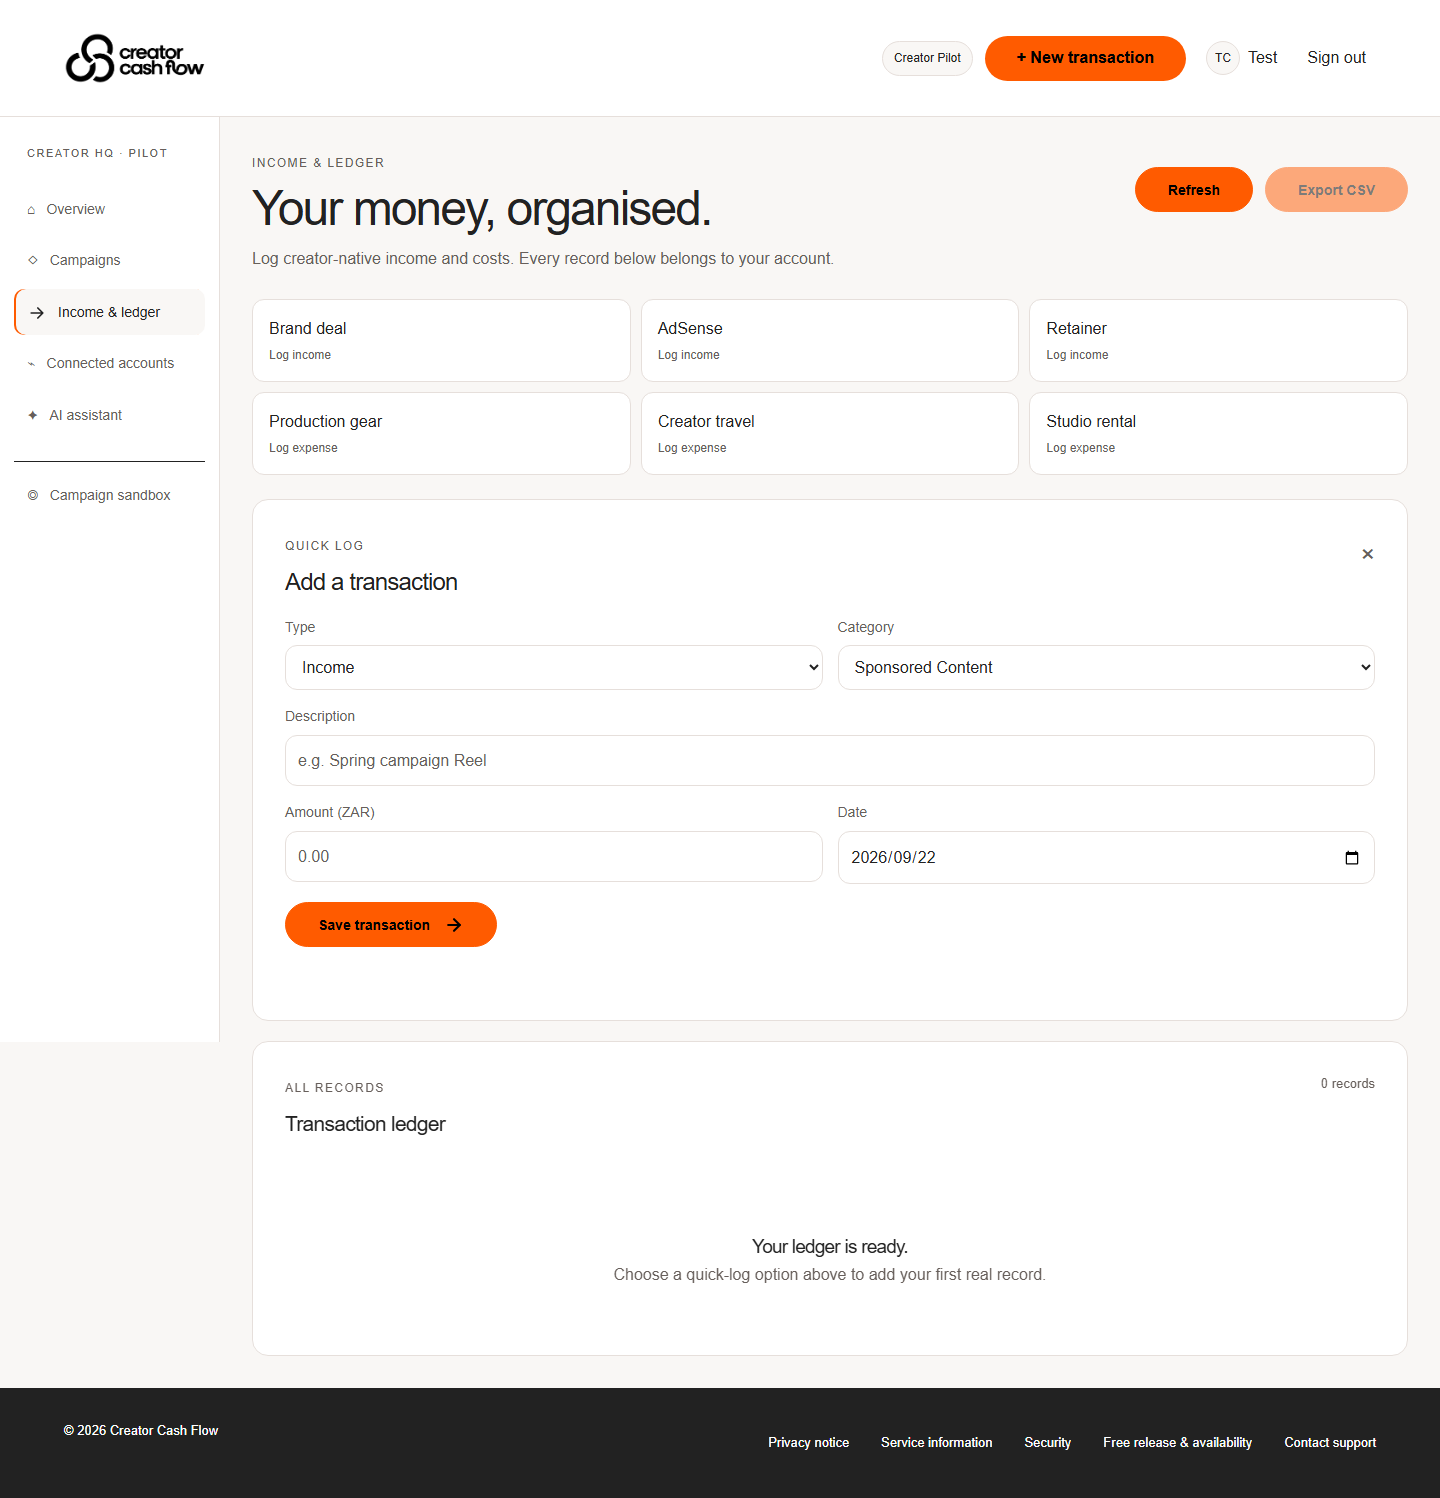 creator
cash flow
Creator Pilot
+ New transaction
TC
Test
Sign out
CREATOR HQ · PILOT
Overview
Campaigns
Income & ledger
Connected accounts
AI assistant
Campaign sandbox
INCOME & LEDGER
Your money, organised.
Log creator-native income and costs. Every record below belongs to your account.
Refresh
Export CSV
Brand deal
Log income
AdSense
Log income
Retainer
Log income
Production gear
Log expense
Creator travel
Log expense
Studio rental
Log expense
QUICK LOG
Add a transaction
Type
Income
Category
Sponsored Content
Description
e.g. Spring campaign Reel
Amount (ZAR)
0.00
Date
2026/09/22
Save transaction
ALL RECORDS
0 records
Transaction ledger
Your ledger is ready.
Choose a quick-log option above to add your first real record.
© 2026 Creator Cash Flow
Privacy notice
Service information
Security
Free release & availability
Contact support